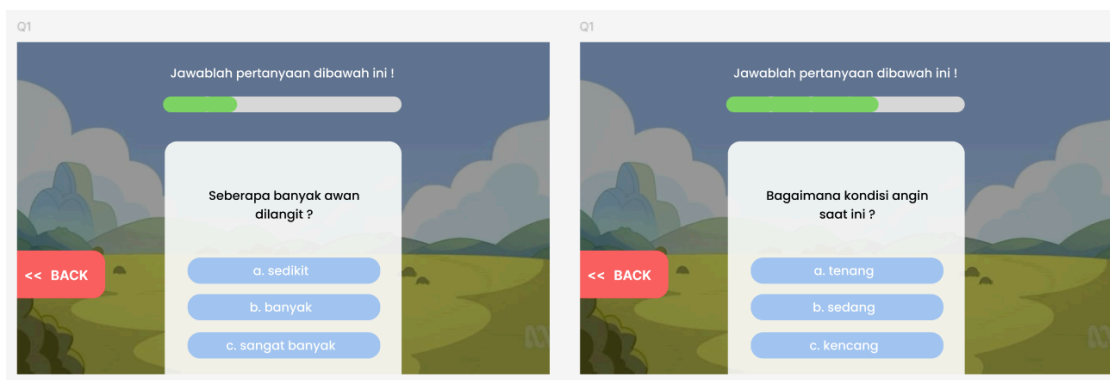 Q1
Jawablah pertanyaan dibawah ini !
Seberapa banyak awan
dilangit ?
<< BACK
a. sedikit
b. banyak
c. sangat banyak
Q1
Jawablah pertanyaan dibawah ini !
Bagaimana kondisi angin
saat ini ?
<< BACK
a. tenang
b. sedang
c. kencang